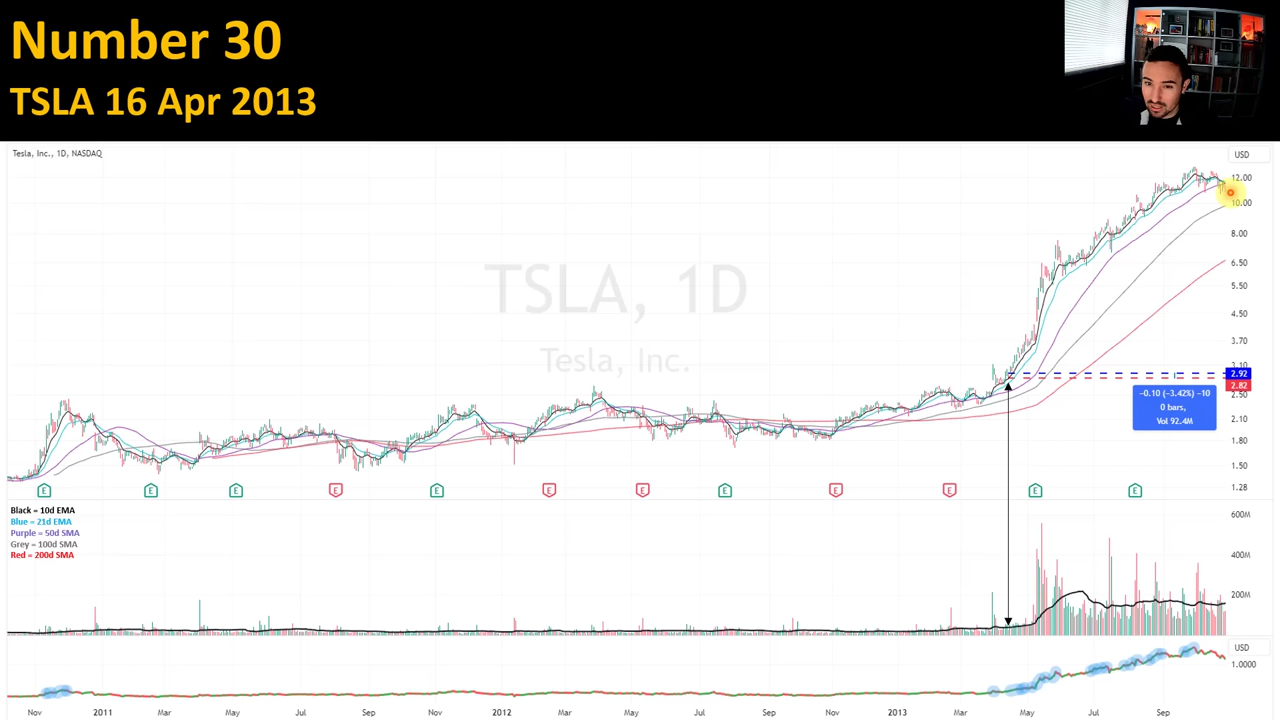 Number 30
TSLA 16 Apr 2013
Tesla, Inc., 1D, NASDAQ
USD
12.00
10.00
8.00
6.50
5.50
4.50
3.70
3.10
2.92
2.82
2.50
2.10
1.80
1.50
1.28
TSLA, 1D
Tesla, Inc.
-0.10 (-3.42%) -10
0 bars,
Vol 92.4M
E E E E E E E E E E E E
Black = 10d EMA
Blue = 21d EMA
Purple = 50d SMA
Grey = 100d SMA
Red = 200d SMA
600M
400M
200M
USD
1.0000
Nov 2011 Mar May Jul Sep Nov 2012 Mar May Jul Sep Nov 2013 Mar May Jul Sep